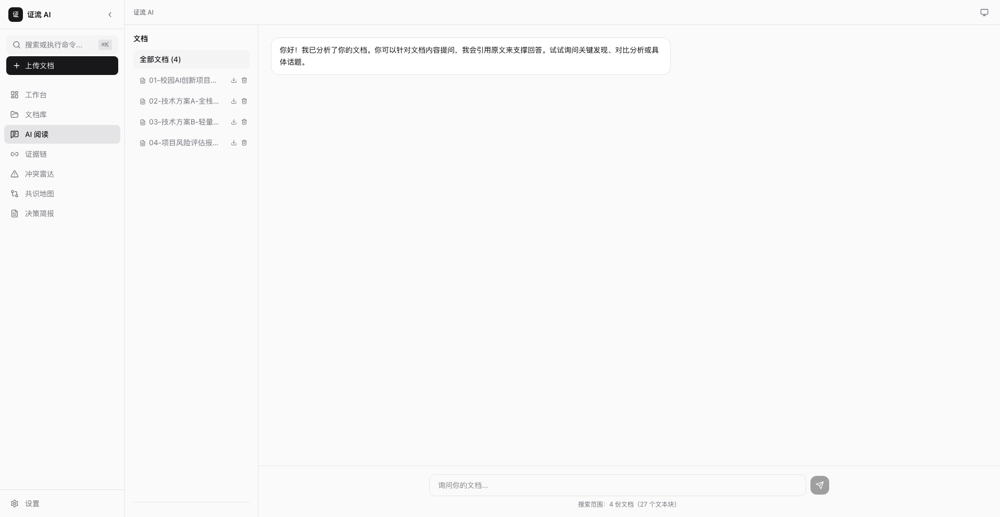 证 证流 AI
搜索或执行命令... ⌘K
上传文档
工作台
文档库
AI 阅读
证据链
冲突雷达
共识地图
决策简报
设置
证流 AI
文档
全部文档 (4)
01-校园AI创新项目...
02-技术方案A-全栈...
03-技术方案B-轻量...
04-项目风险评估报...
你好！我已分析了你的文档。你可以针对文档内容提问，我会引用原文来支撑回答。试试询问关键发现、对比分析或具
体话题。
询问你的文档...
搜索范围：4 份文档（27 个文本块）